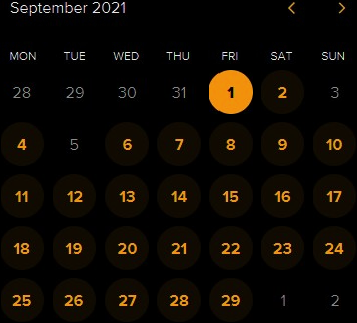 September 2021
MON TUE WED THU FRI SAT SUN
28 29 30 31 1 2 3
4 5 6 7 8 9 10
11 12 13 14 15 16 17
18 19 20 21 22 23 24
25 26 27 28 29 1 2